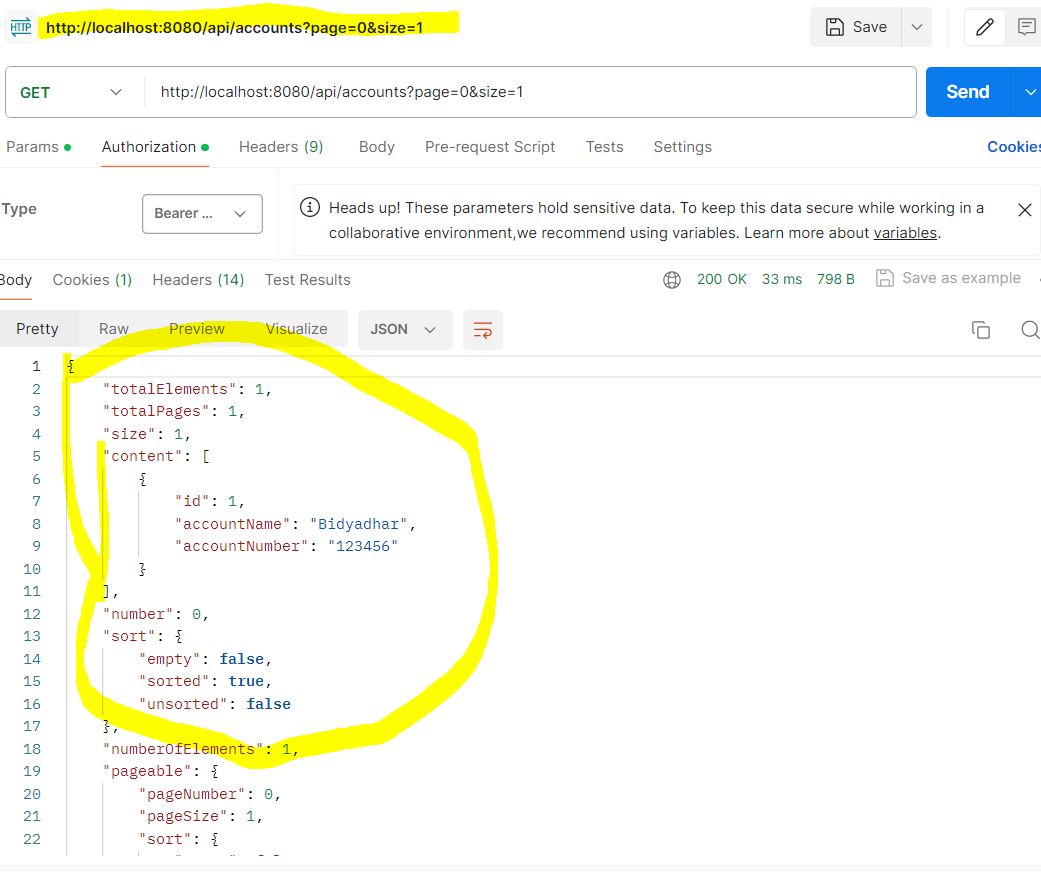 HTTP http://localhost:8080/api/accounts?page=0&size=1 Save
GET http://localhost:8080/api/accounts?page=0&size=1 Send
Params Authorization Headers (9) Body Pre-request Script Tests Settings Cookies
Type Bearer ... Heads up! These parameters hold sensitive data. To keep this data secure while working in a
collaborative environment,we recommend using variables. Learn more about variables.
Body Cookies (1) Headers (14) Test Results 200 OK 33 ms 798 B Save as example
Pretty Raw Preview Visualize JSON
1 {
2 "totalElements": 1,
3 "totalPages": 1,
4 "size": 1,
5 "content": [
6 {
7 "id": 1,
8 "accountName": "Bidyadhar",
9 "accountNumber": "123456"
10 }
11 ],
12 "number": 0,
13 "sort": {
14 "empty": false,
15 "sorted": true,
16 "unsorted": false
17 },
18 "numberOfElements": 1,
19 "pageable": {
20 "pageNumber": 0,
21 "pageSize": 1,
22 "sort": {